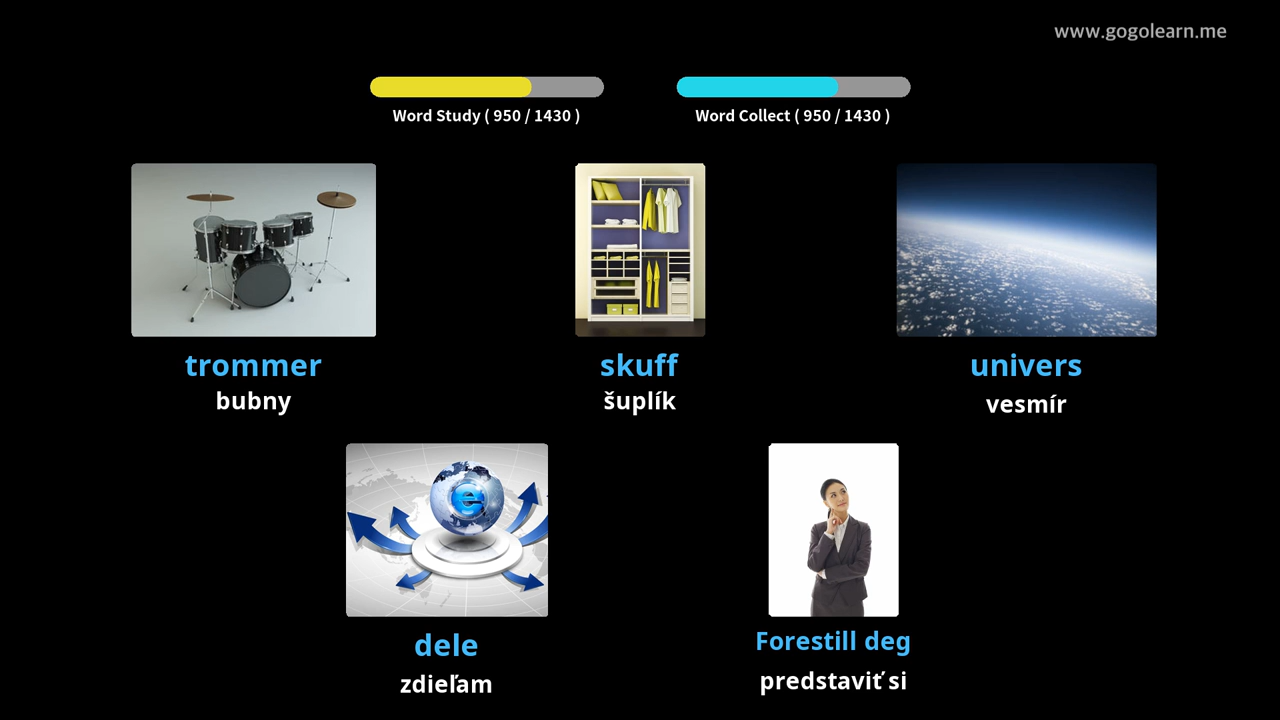 www.gogolearn.me
Word Study ( 950 / 1430 )
Word Collect ( 950 / 1430 )
trommer
bubny
skuff
šuplík
univers
vesmír
e
dele
zdieľam
Forestill deg
predstaviť si